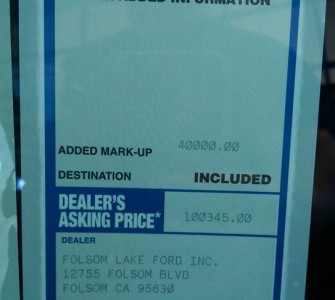 INFORMATION
ADDED MARK-UP 40000.00
DESTINATION INCLUDED
DEALER'S
ASKING PRICE* 100345.00
DEALER
FOLSOM LAKE FORD INC.
12755 FOLSOM BLVD
FOLSOM CA 95630